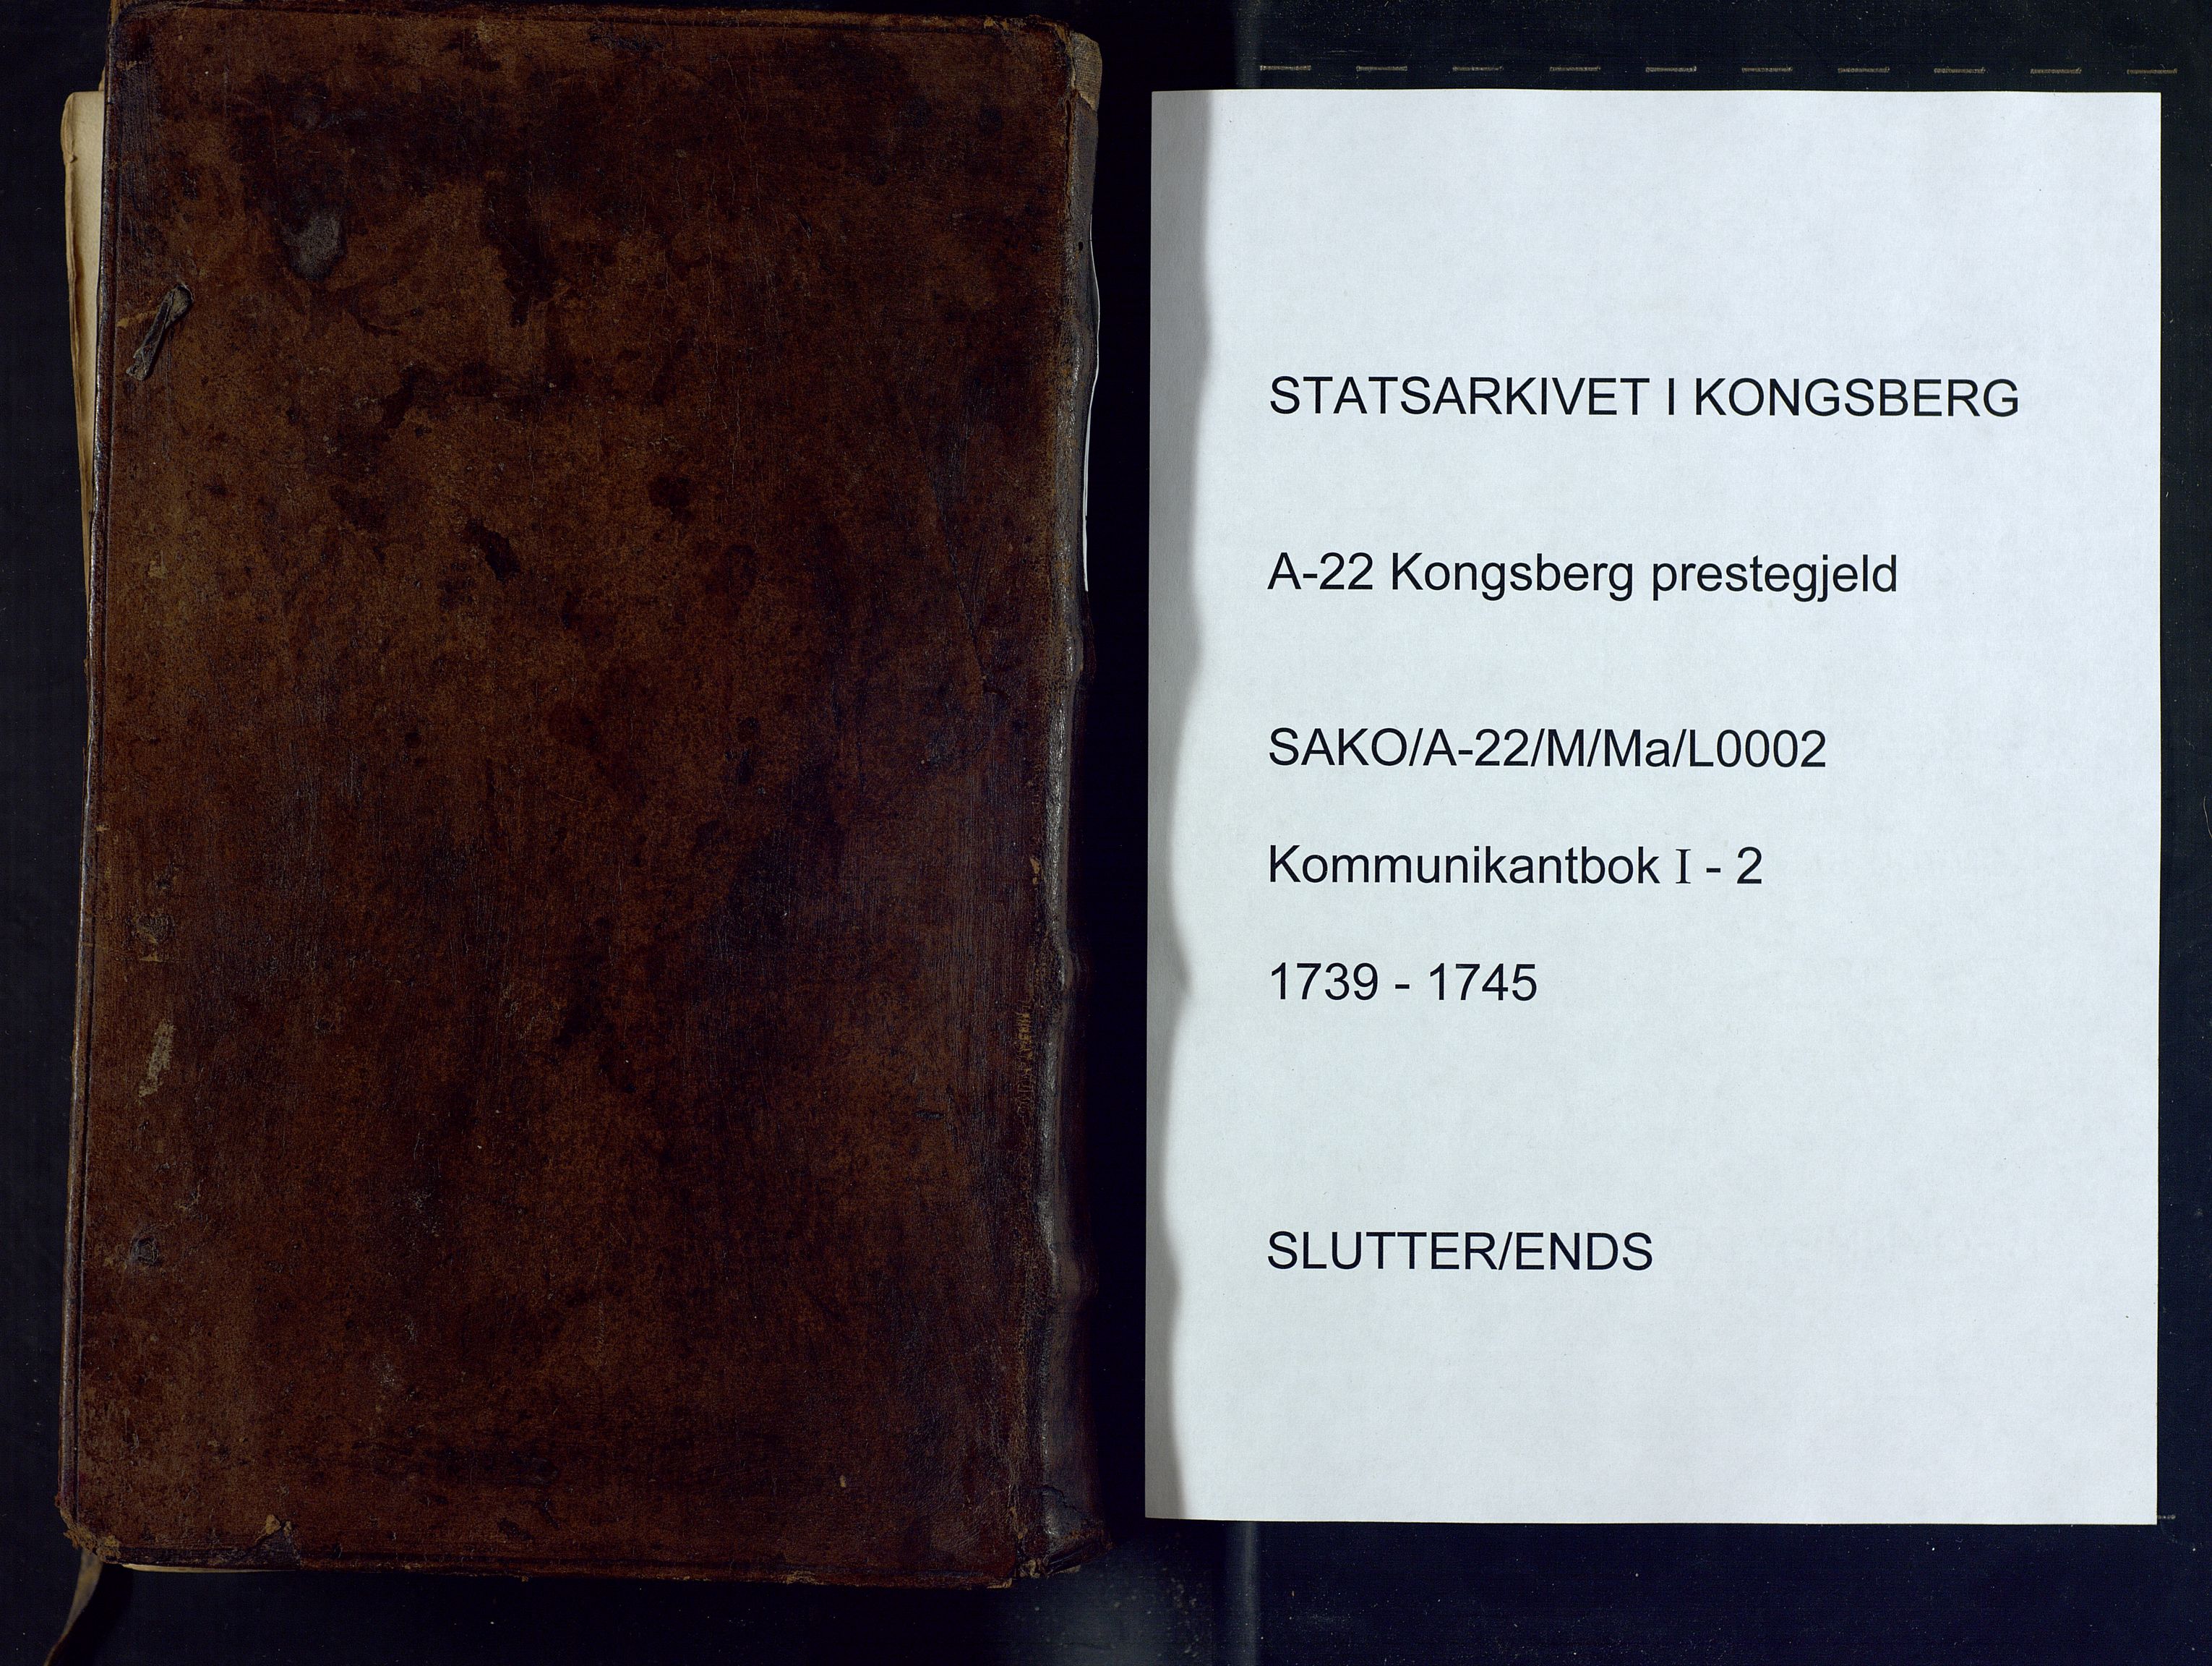 STATSARKIVET I KONGSBERG
A-22 Kongsberg prestegjeld
SAKO/A-22/M/Ma/L0002
Kommunikantbok I - 2
1739 - 1745
SLUTTER/ENDS